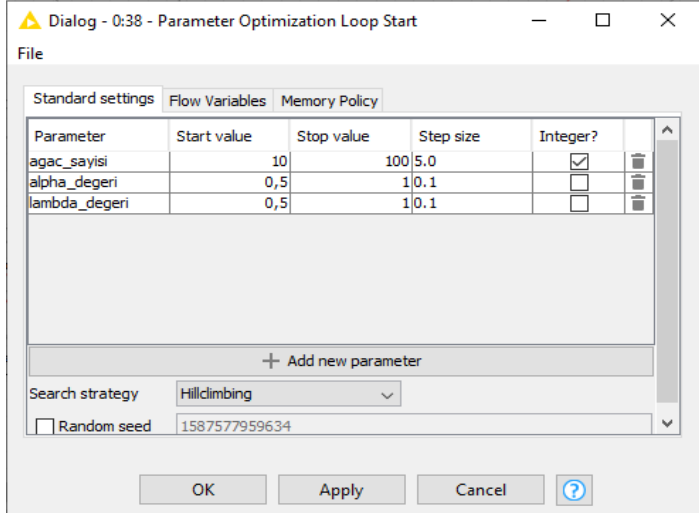 Dialog - 0:38 - Parameter Optimization Loop Start
File
Standard settings Flow Variables Memory Policy
Parameter Start value Stop value Step size Integer?
agac_sayisi 10 100 5.0
alpha_degeri 0,5 1 0.1
lambda_degeri 0,5 1 0.1
Add new parameter
Search strategy Hillclimbing
Random seed 1587577959634
OK Apply Cancel ?